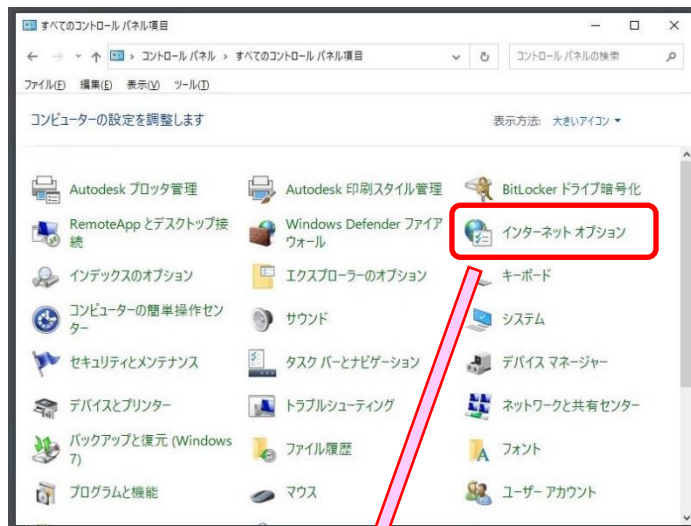 すべてのコントロール パネル項目
コントロール パネル › すべてのコントロール パネル項目
コントロール パネルの検索
ファイル(F) 編集(E) 表示(V) ツール(T)
コンピューターの設定を調整します
表示方法: 大きいアイコン
Autodesk プロッタ管理
Autodesk 印刷スタイル管理
BitLocker ドライブ暗号化
RemoteApp とデスクトップ接
続
Windows Defender ファイア
ウォール
インターネット オプション
インデックスのオプション
エクスプローラーのオプション
キーボード
コンピューターの簡単操作セン
ター
サウンド
システム
セキュリティとメンテナンス
タスク バーとナビゲーション
デバイス マネージャー
デバイスとプリンター
トラブルシューティング
ネットワークと共有センター
バックアップと復元 (Windows
7)
ファイル履歴
フォント
プログラムと機能
マウス
ユーザー アカウント